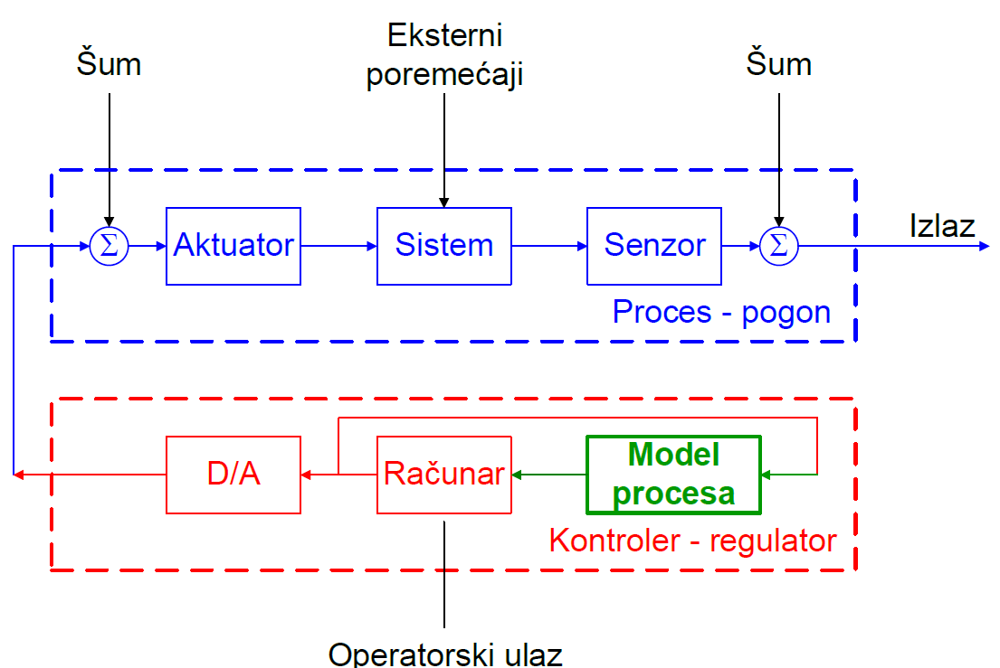 Šum
Eksterni
poremećaji
Šum
Σ
Aktuator
Sistem
Senzor
Σ
Izlaz
Proces - pogon
D/A
Računar
Model
procesa
Kontroler - regulator
Operatorski ulaz